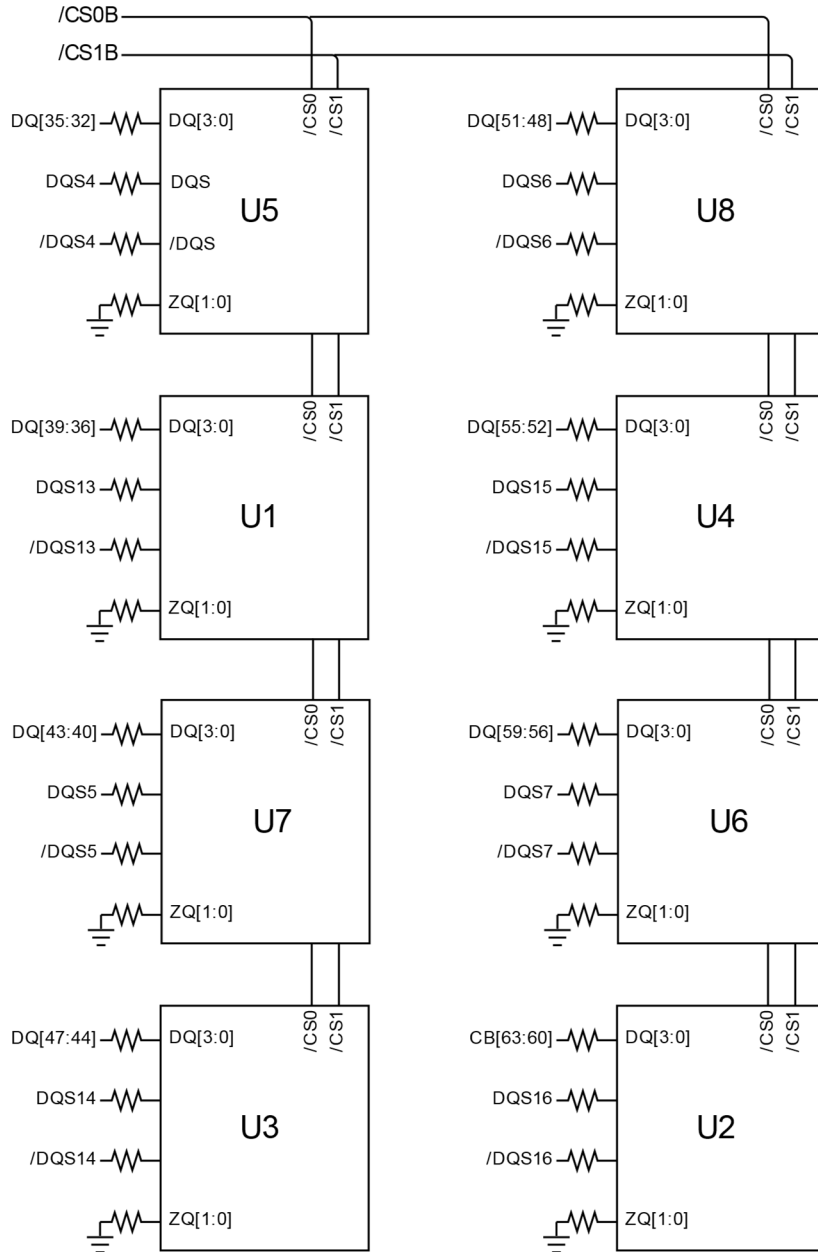 /CS0B
/CS1B
DQ[35:32] DQ[3:0] /CS0 /CS1
DQS4 DQS
U5
/DQS4 /DQS
ZQ[1:0]
DQ[51:48] DQ[3:0] /CS0 /CS1
DQS6
U8
/DQS6
ZQ[1:0]
DQ[39:36] DQ[3:0] /CS0 /CS1
DQS13
U1
/DQS13
ZQ[1:0]
DQ[55:52] DQ[3:0] /CS0 /CS1
DQS15
U4
/DQS15
ZQ[1:0]
DQ[43:40] DQ[3:0] /CS0 /CS1
DQS5
U7
/DQS5
ZQ[1:0]
DQ[59:56] DQ[3:0] /CS0 /CS1
DQS7
U6
/DQS7
ZQ[1:0]
DQ[47:44] DQ[3:0] /CS0 /CS1
DQS14
U3
/DQS14
ZQ[1:0]
CB[63:60] DQ[3:0] /CS0 /CS1
DQS16
U2
/DQS16
ZQ[1:0]